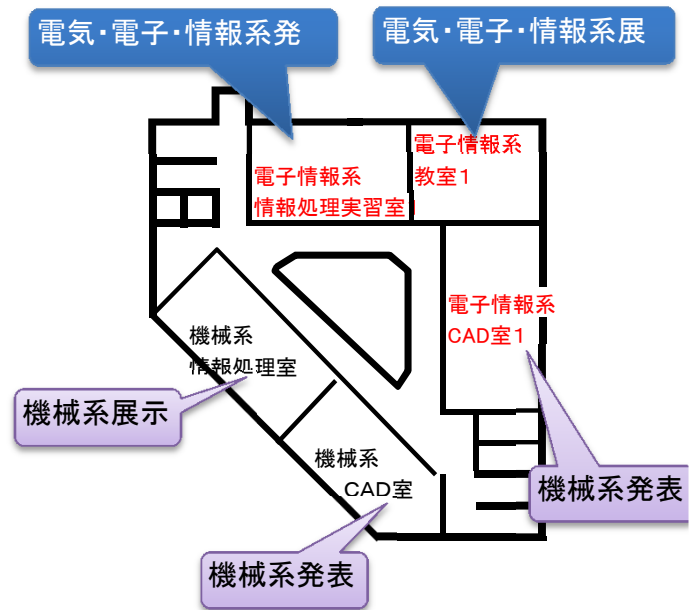 電気・電子・情報系発
電気・電子・情報系展
電子情報系
教室1
電子情報系
情報処理実習室1
電子情報系
CAD室1
機械系
情報処理室
機械系展示
機械系
CAD室
機械系発表
機械系発表